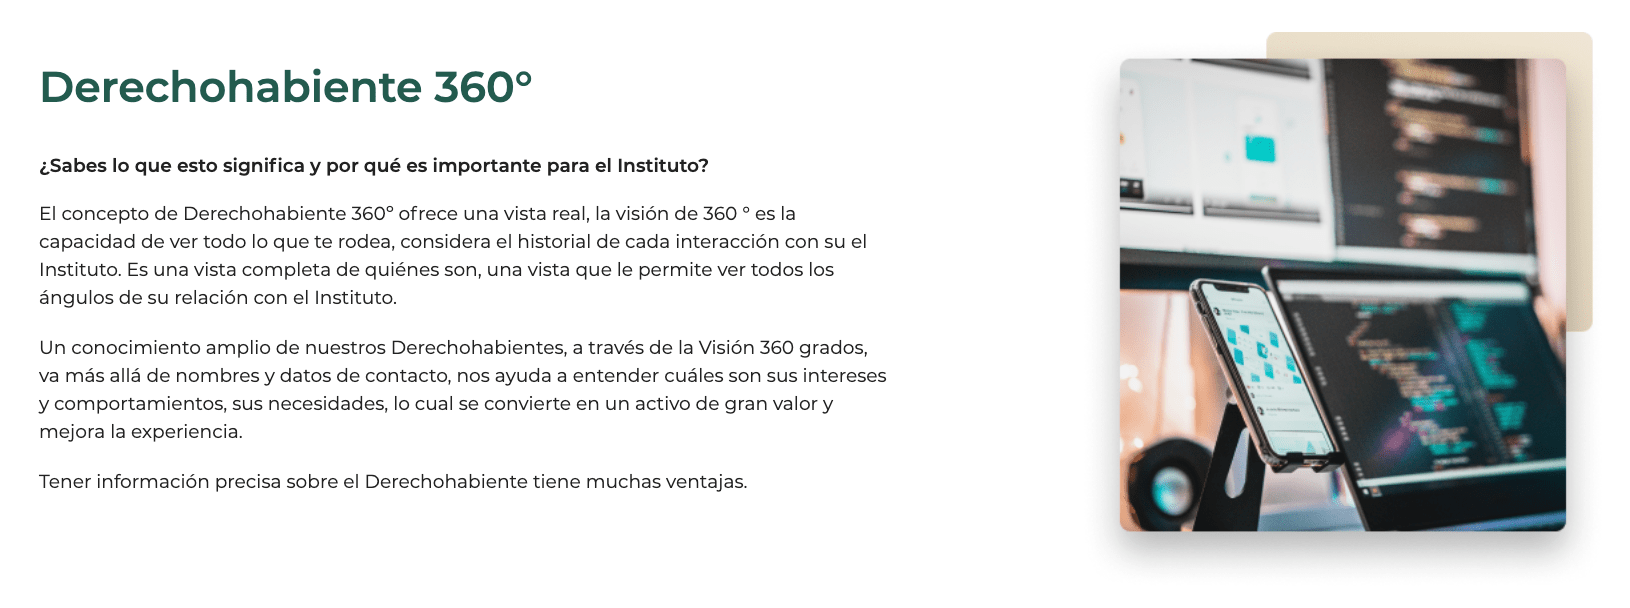 Derechohabiente 360°
¿Sabes lo que esto significa y por qué es importante para el Instituto?
El concepto de Derechohabiente 360º ofrece una vista real, la visión de 360 ° es la
capacidad de ver todo lo que te rodea, considera el historial de cada interacción con su el
Instituto. Es una vista completa de quiénes son, una vista que le permite ver todos los
ángulos de su relación con el Instituto.
Un conocimiento amplio de nuestros Derechohabientes, a través de la Visión 360 grados,
va más allá de nombres y datos de contacto, nos ayuda a entender cuáles son sus intereses
y comportamientos, sus necesidades, lo cual se convierte en un activo de gran valor y
mejora la experiencia.
Tener información precisa sobre el Derechohabiente tiene muchas ventajas.